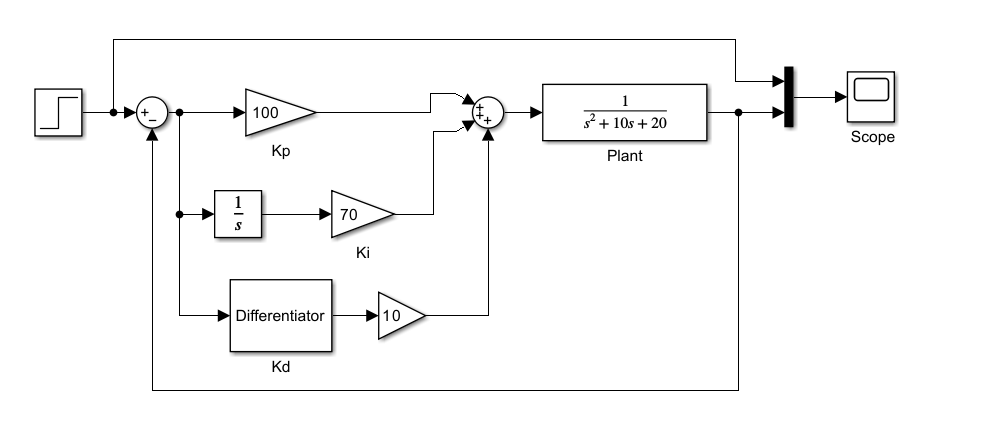 +
−
100
Kp
+
+
+
1
s² + 10s + 20
Plant
Scope
1
s
70
Ki
Differentiator
10
Kd